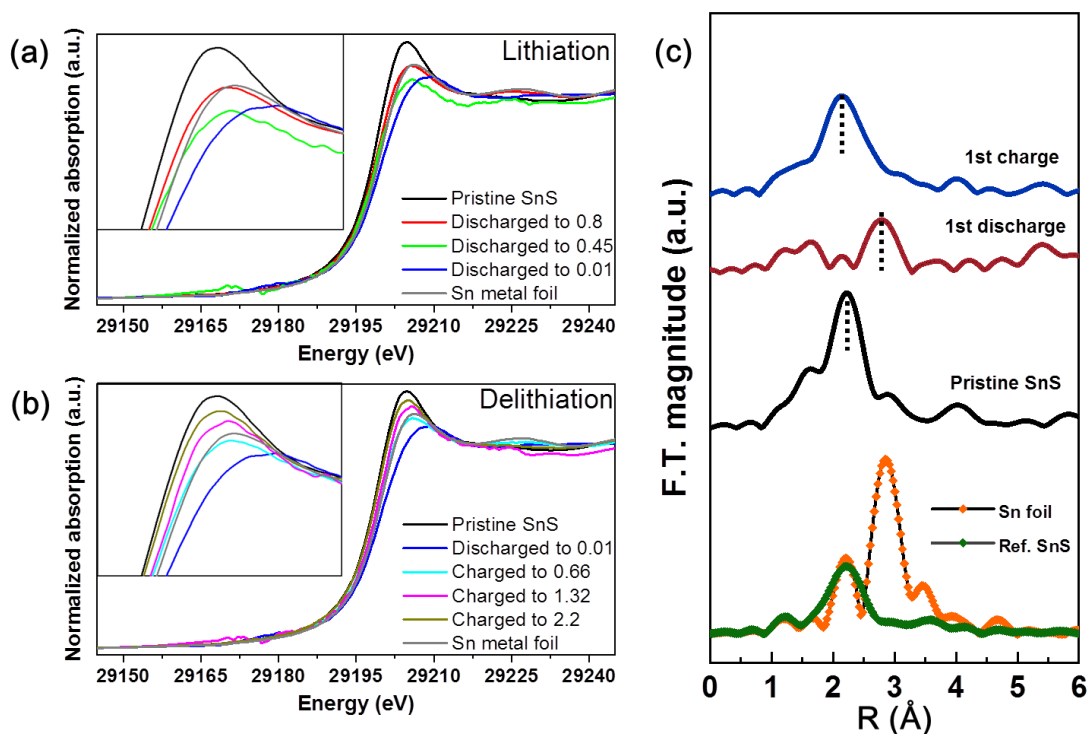 (a)
Lithiation
Normalized absorption (a.u.)
Pristine SnS
Discharged to 0.8
Discharged to 0.45
Discharged to 0.01
Sn metal foil
29150 29165 29180 29195 29210 29225 29240
Energy (eV)
(b)
Delithiation
Normalized absorption (a.u.)
Pristine SnS
Discharged to 0.01
Charged to 0.66
Charged to 1.32
Charged to 2.2
Sn metal foil
29150 29165 29180 29195 29210 29225 29240
Energy (eV)
(c)
F.T. magnitude (a.u.)
1st charge
1st discharge
Pristine SnS
Sn foil
Ref. SnS
0 1 2 3 4 5 6
R (Å)